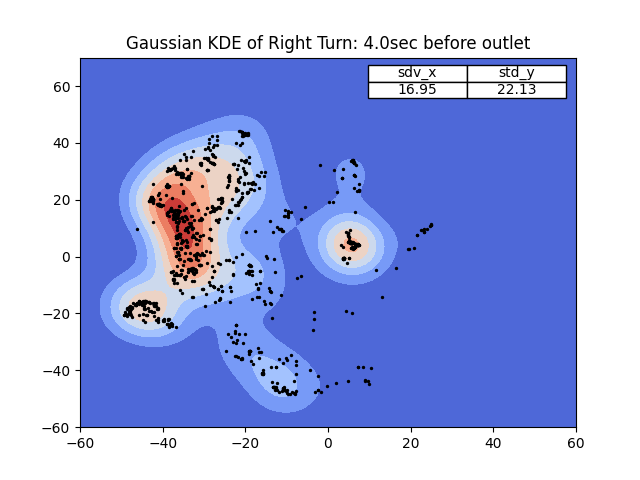 Gaussian KDE of Right Turn: 4.0sec before outlet
sdv_x std_y
16.95 22.13
60
40
20
0
−20
−40
−60
−60 −40 −20 0 20 40 60